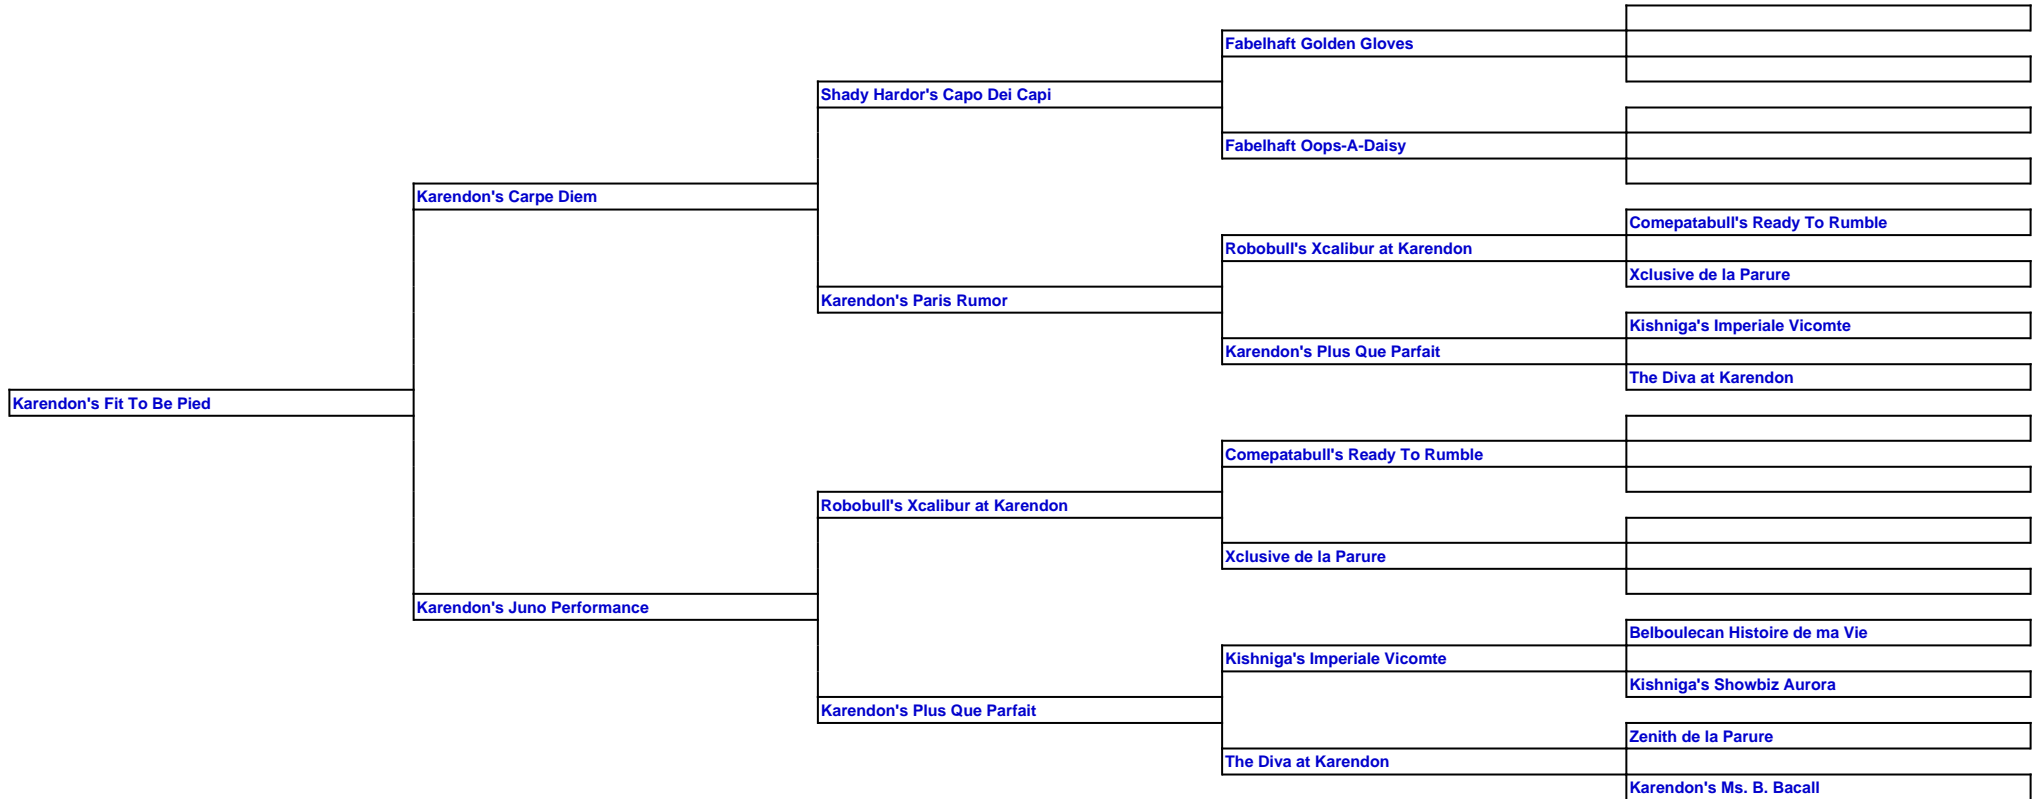 Fabelhaft Golden Gloves
Shady Hardor's Capo Dei Capi
Fabelhaft Oops-A-Daisy
Karendon's Carpe Diem
Comepatabull's Ready To Rumble
Robobull's Xcalibur at Karendon
Xclusive de la Parure
Karendon's Paris Rumor
Kishniga's Imperiale Vicomte
Karendon's Plus Que Parfait
The Diva at Karendon
Karendon's Fit To Be Pied
Comepatabull's Ready To Rumble
Robobull's Xcalibur at Karendon
Xclusive de la Parure
Karendon's Juno Performance
Belboulecan Histoire de ma Vie
Kishniga's Imperiale Vicomte
Kishniga's Showbiz Aurora
Karendon's Plus Que Parfait
Zenith de la Parure
The Diva at Karendon
Karendon's Ms. B. Bacall